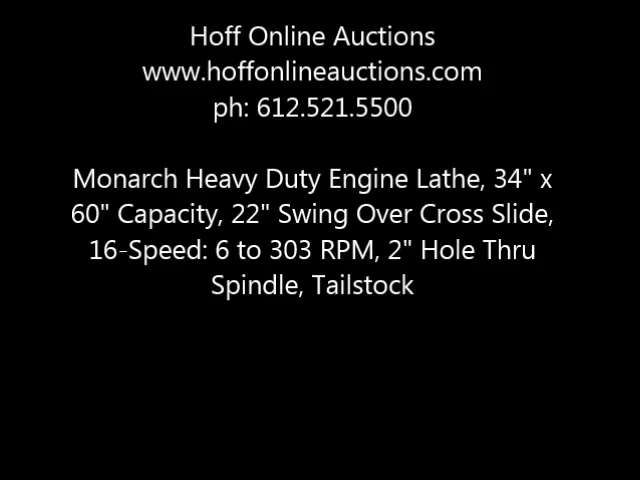 Hoff Online Auctions
www.hoffonlineauctions.com
ph: 612.521.5500
Monarch Heavy Duty Engine Lathe, 34" x
60" Capacity, 22" Swing Over Cross Slide,
16-Speed: 6 to 303 RPM, 2" Hole Thru
Spindle, Tailstock